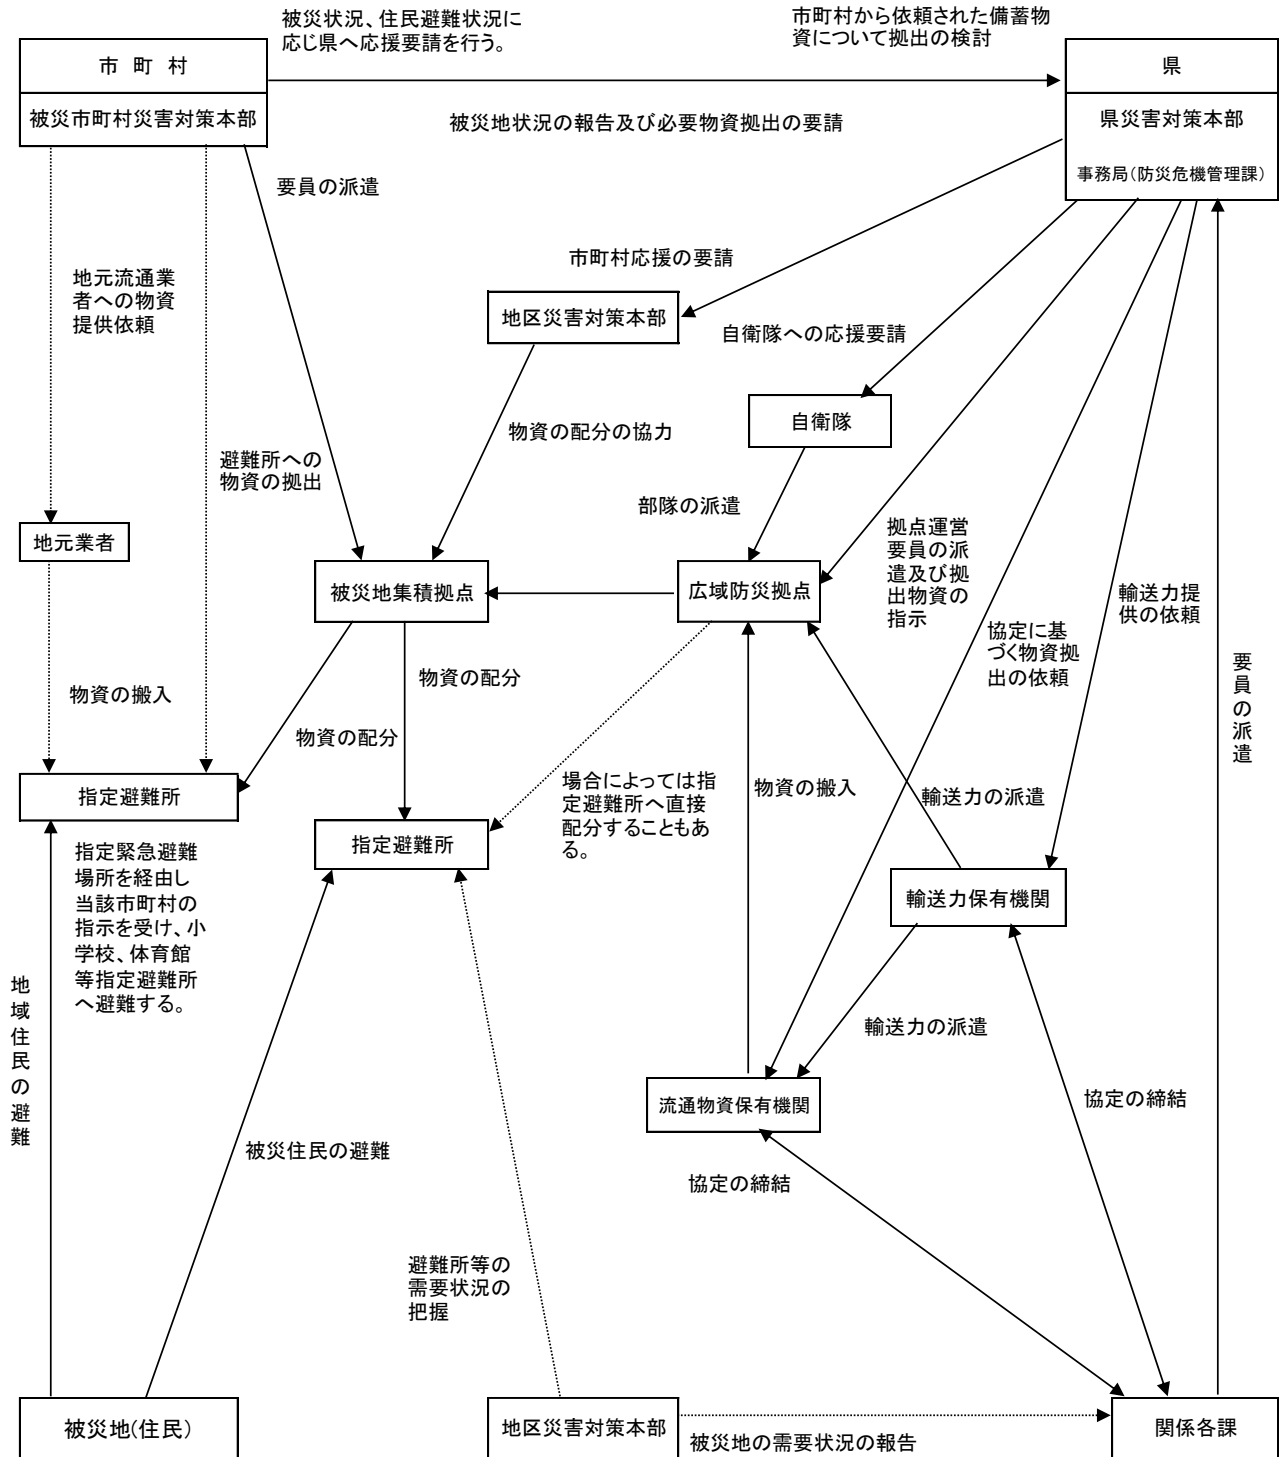 被災状況、住民避難状況に
応じ県へ応援要請を行う。
市町村から依頼された備蓄物
資について拠出の検討
市 町 村
県
被災市町村災害対策本部
被災地状況の報告及び必要物資拠出の要請
県災害対策本部
事務局(防災危機管理課)
要員の派遣
市町村応援の要請
地元流通業
者への物資
提供依頼
地区災害対策本部
自衛隊への応援要請
自衛隊
物資の配分の協力
避難所への
物資の拠出
部隊の派遣
拠点運営
要員の派
遣及び拠
出物資の
指示
地元業者
被災地集積拠点
広域防災拠点
輸送力提
供の依頼
協定に基
づく物資拠
出の依頼
要員の派遣
物資の搬入
物資の配分
物資の配分
指定避難所
場合によっては指
定避難所へ直接
配分することもあ
る。
物資の搬入
輸送力の派遣
指定避難所
指定緊急避難
場所を経由し
当該市町村の
指示を受け、小
学校、体育館
等指定避難所
へ避難する。
輸送力保有機関
地域住民の避難
輸送力の派遣
流通物資保有機関
協定の締結
被災住民の避難
協定の締結
避難所等の
需要状況の
把握
被災地(住民)
地区災害対策本部
被災地の需要状況の報告
関係各課